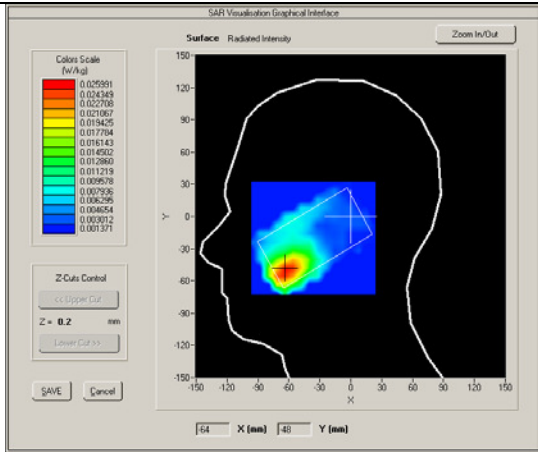 SAR Visualisation Graphical Interface
Surface Radiated Intensity
Zoom In/Out
Colors Scale
(W/kg)
0.025991
0.024349
0.022708
0.021067
0.019425
0.017784
0.016143
0.014502
0.012860
0.011219
0.009578
0.007936
0.006295
0.004654
0.003012
0.001371
Z-Cuts Control
<< Upper Cut
Z = 0.2 mm
Lower Cut >>
SAVE Cancel
150
120
90
60
30
0
-30
-60
-90
-120
-150
Y
-150 -120 -90 -60 -30 0 30 60 90 120 150
X
-64 X (mm) -48 Y (mm)